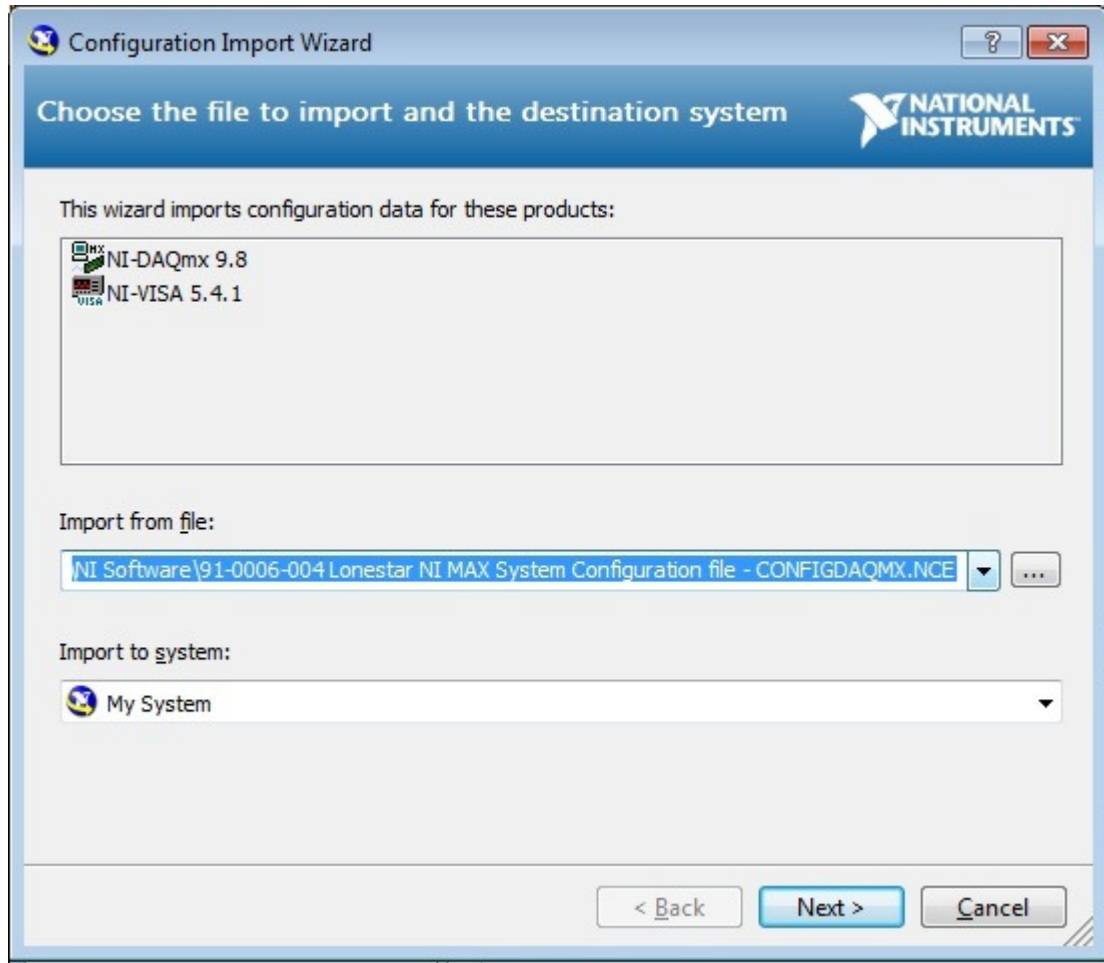 Configuration Import Wizard
Choose the file to import and the destination system
NATIONAL
INSTRUMENTS
This wizard imports configuration data for these products:
NI-DAQmx 9.8
NI-VISA 5.4.1
Import from file:
\NI Software\91-0006-004 Lonestar NI MAX System Configuration file - CONFIGDAQMX.NCE
...
Import to system:
My System
< Back
Next >
Cancel